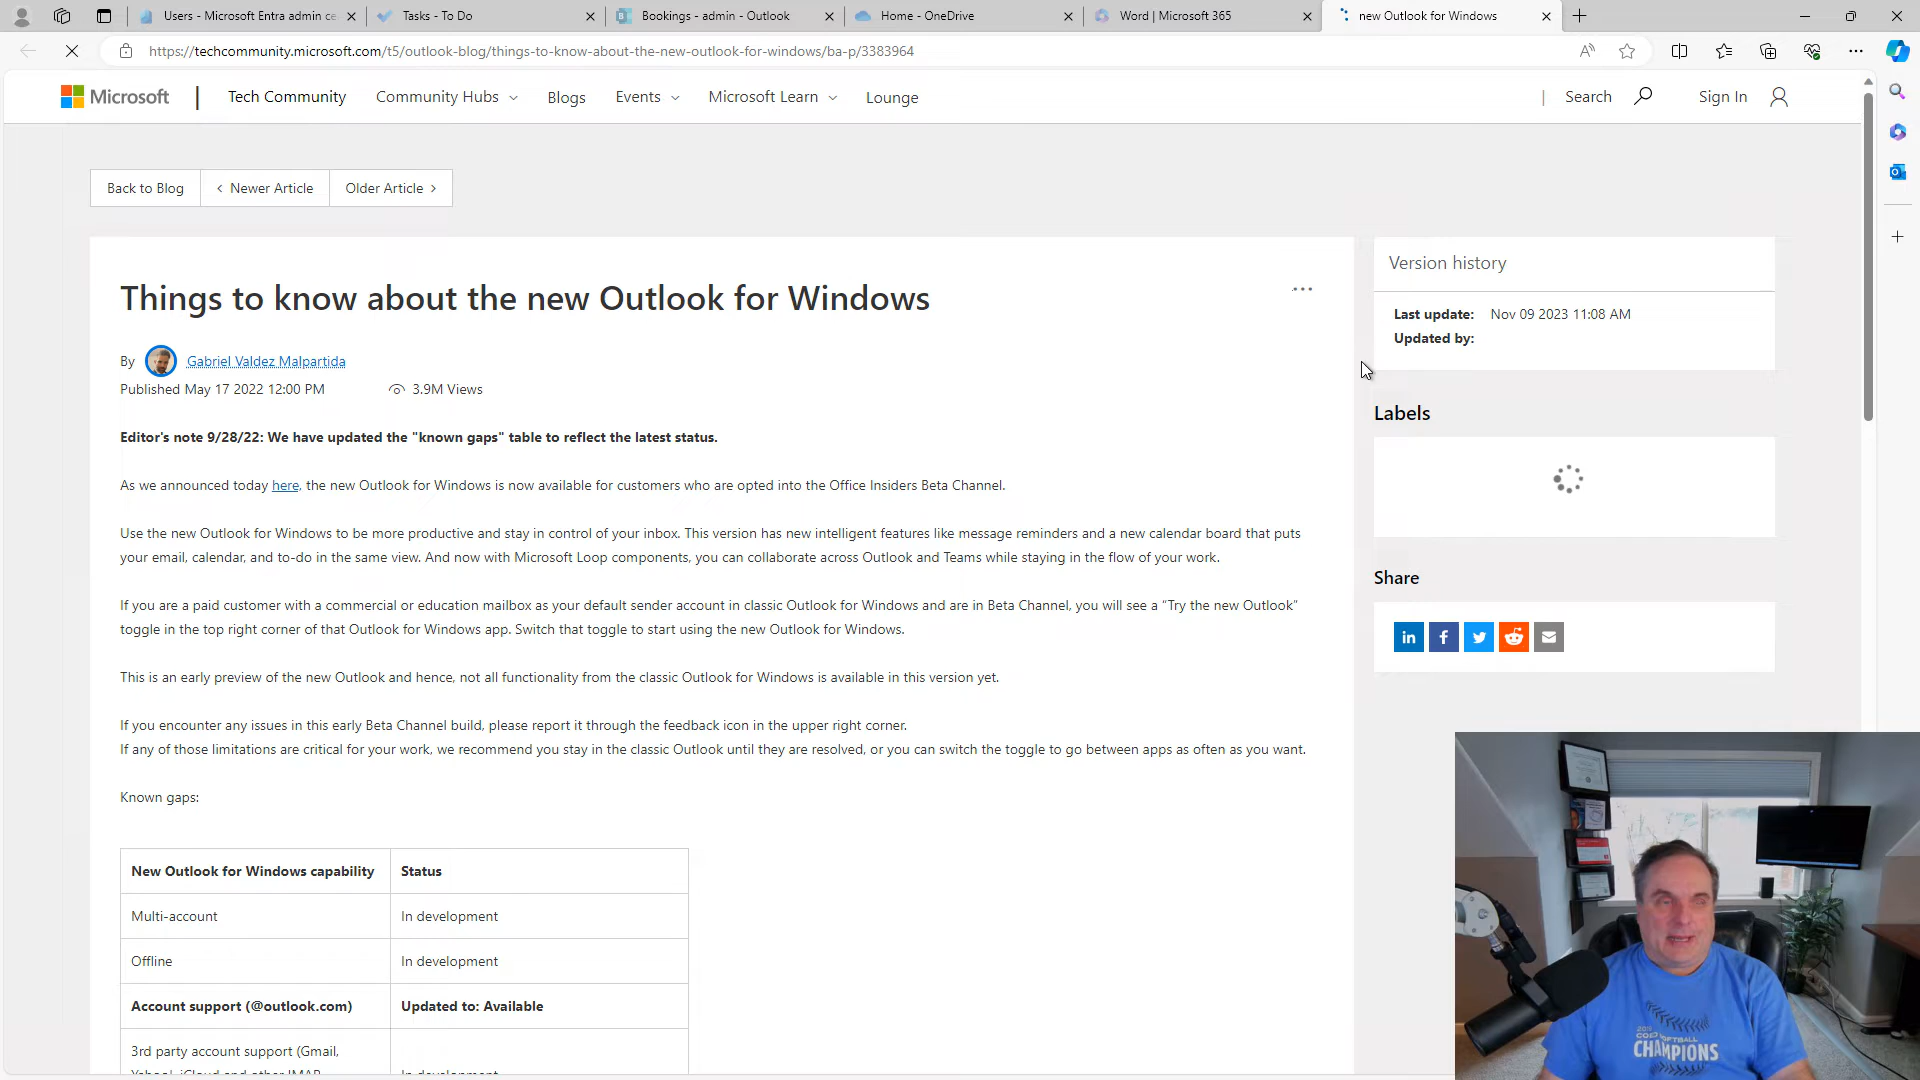 Users - Microsoft Entra admin ce
Tasks - To Do
Bookings - admin - Outlook
Home - OneDrive
Word | Microsoft 365
new Outlook for Windows
https://techcommunity.microsoft.com/t5/outlook-blog/things-to-know-about-the-new-outlook-for-windows/ba-p/3383964
Microsoft
Tech Community
Community Hubs
Blogs
Events
Microsoft Learn
Lounge
Search
Sign In
Back to Blog
< Newer Article
Older Article >
Things to know about the new Outlook for Windows
By Gabriel Valdez Malpartida
Published May 17 2022 12:00 PM
3.9M Views
Editor's note 9/28/22: We have updated the "known gaps" table to reflect the latest status.
As we announced today here, the new Outlook for Windows is now available for customers who are opted into the Office Insiders Beta Channel.
Use the new Outlook for Windows to be more productive and stay in control of your inbox. This version has new intelligent features like message reminders and a new calendar board that puts
your email, calendar, and to-do in the same view. And now with Microsoft Loop components, you can collaborate across Outlook and Teams while staying in the flow of your work.
If you are a paid customer with a commercial or education mailbox as your default sender account in classic Outlook for Windows and are in Beta Channel, you will see a “Try the new Outlook”
toggle in the top right corner of that Outlook for Windows app. Switch that toggle to start using the new Outlook for Windows.
This is an early preview of the new Outlook and hence, not all functionality from the classic Outlook for Windows is available in this version yet.
If you encounter any issues in this early Beta Channel build, please report it through the feedback icon in the upper right corner.
If any of those limitations are critical for your work, we recommend you stay in the classic Outlook until they are resolved, or you can switch the toggle to go between apps as often as you want.
Known gaps:
New Outlook for Windows capability
Status
Multi-account
In development
Offline
In development
Account support (@outlook.com)
Updated to: Available
3rd party account support (Gmail,
Version history
Last update: Nov 09 2023 11:08 AM
Updated by:
Labels
Share
CHAMPIONS